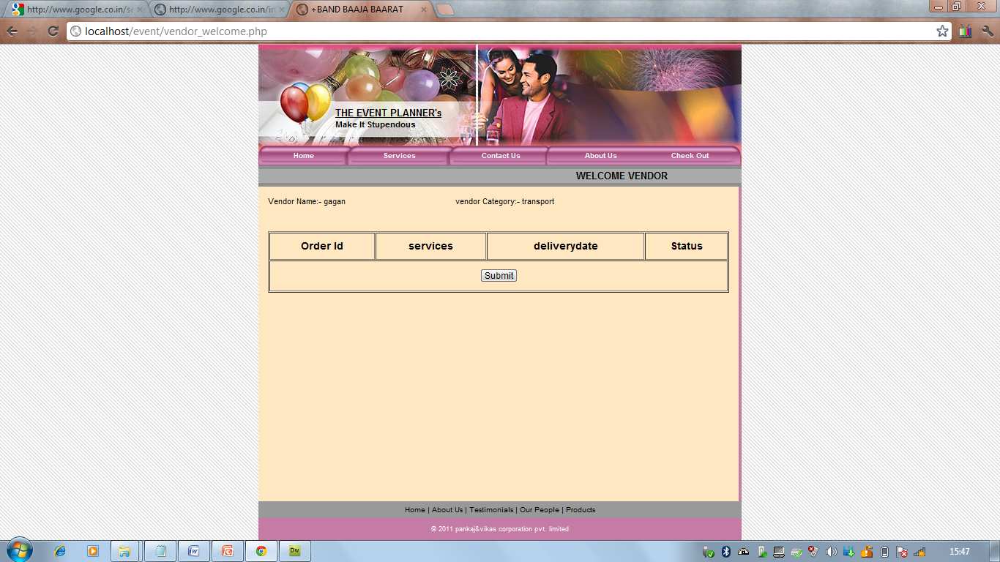 http://www.google.co.in/se
http://www.google.co.in/in
+BAND BAAJA BAARAT
localhost/event/vendor_welcome.php
THE EVENT PLANNER's
Make It Stupendous
Home Services Contact Us About Us Check Out
WELCOME VENDOR
Vendor Name:- gagan vendor Category:- transport
Order Id services deliverydate Status
Submit
Home | About Us | Testimonials | Our People | Products
© 2011 pankaj&vikas corporation pvt. limited
Dw
15:47